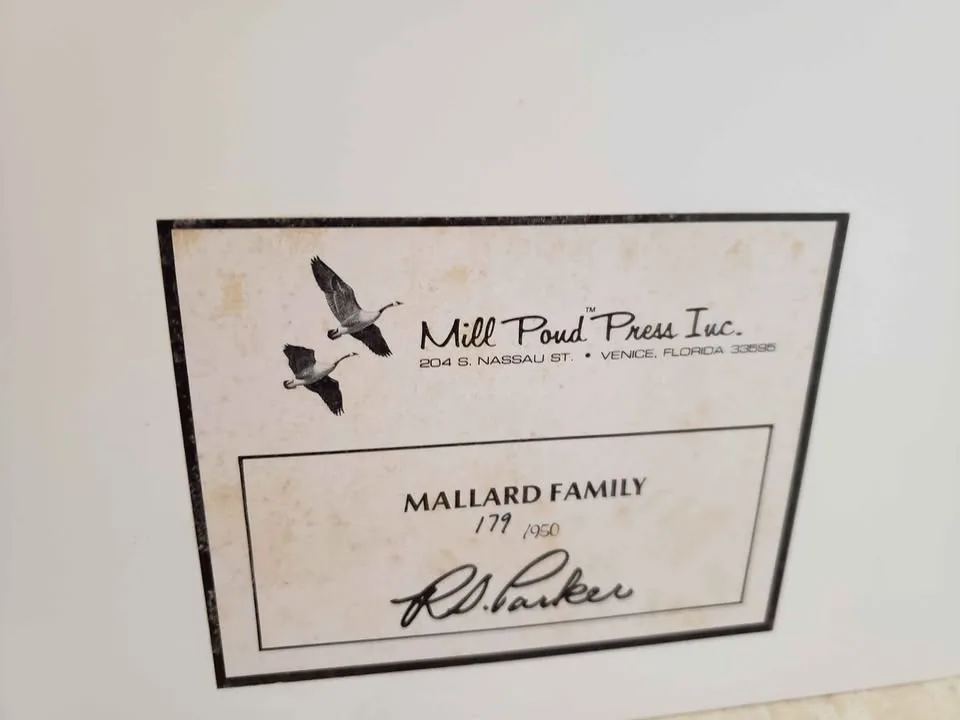 Mill Pond™ Press Inc.
204 S. NASSAU ST. • VENICE, FLORIDA 33595
MALLARD FAMILY
179 /950
R.S. Parker